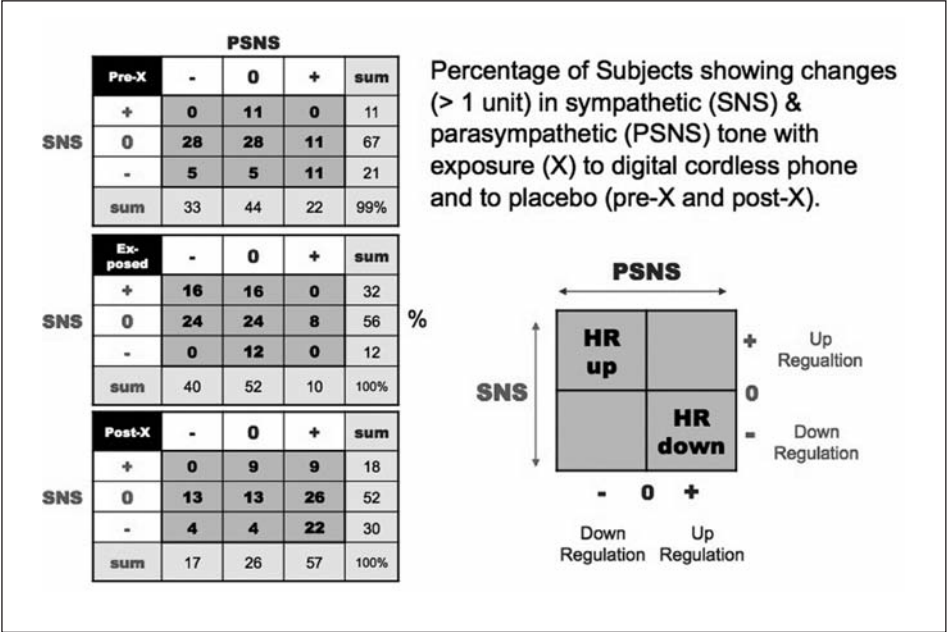 PSNS
Pre-X - 0 + sum
+ 0 11 0 11
SNS 0 28 28 11 67
- 5 5 11 21
sum 33 44 22 99%
Ex-
posed - 0 + sum
+ 16 16 0 32
SNS 0 24 24 8 56 %
- 0 12 0 12
sum 40 52 10 100%
Post-X - 0 + sum
+ 0 9 9 18
SNS 0 13 13 26 52
- 4 4 22 30
sum 17 26 57 100%
Percentage of Subjects showing changes
(> 1 unit) in sympathetic (SNS) &
parasympathetic (PSNS) tone with
exposure (X) to digital cordless phone
and to placebo (pre-X and post-X).
PSNS
HR
up
+ Up
Regualtion
SNS 0
HR
down
- Down
Regulation
- 0 +
Down Up
Regulation Regulation